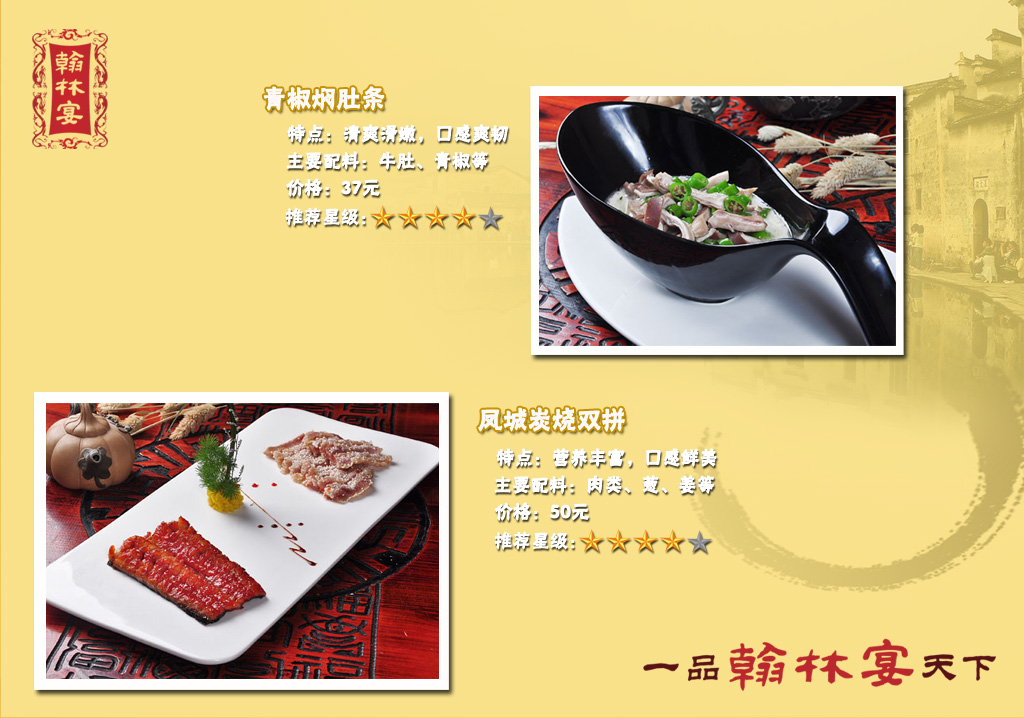 翰林宴
青椒焖肚条
特点：清爽滑嫩，口感爽韧
主要配料：牛肚、青椒等
价格：37元
推荐星级：
凤城炭烧双拼
特点：营养丰富，口感鲜美
主要配料：肉类、葱、姜等
价格：50元
推荐星级：
一品翰林宴天下